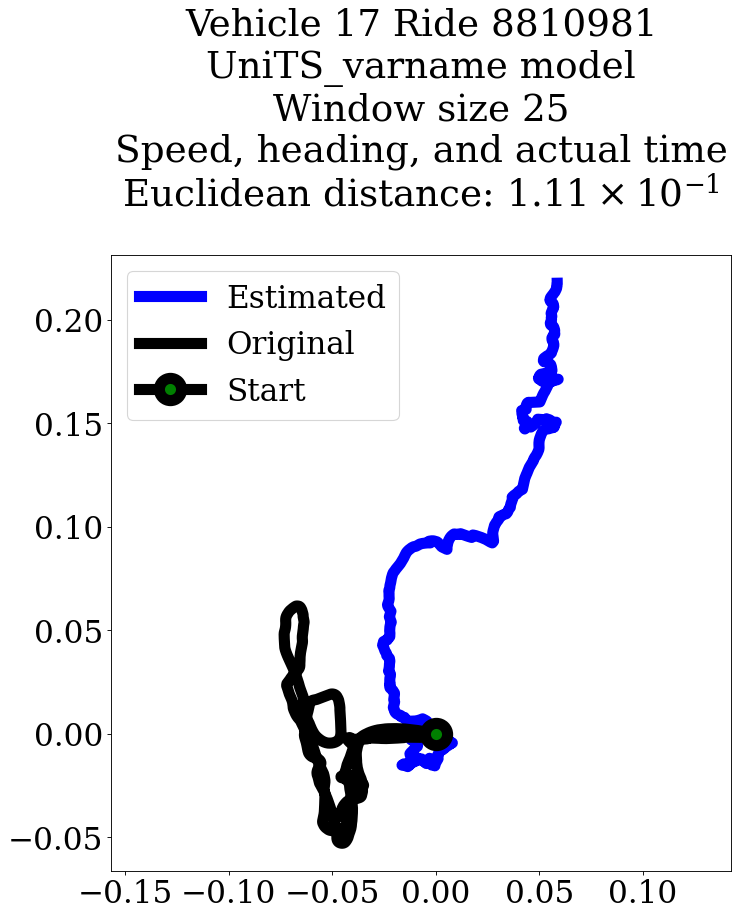 Vehicle 17 Ride 8810981
UniTS_varname model
Window size 25
Speed, heading, and actual time
Euclidean distance: 1.11 × 10⁻¹
Estimated
Original
Start
0.20
0.15
0.10
0.05
0.00
−0.05
−0.15 −0.10 −0.05 0.00 0.05 0.10